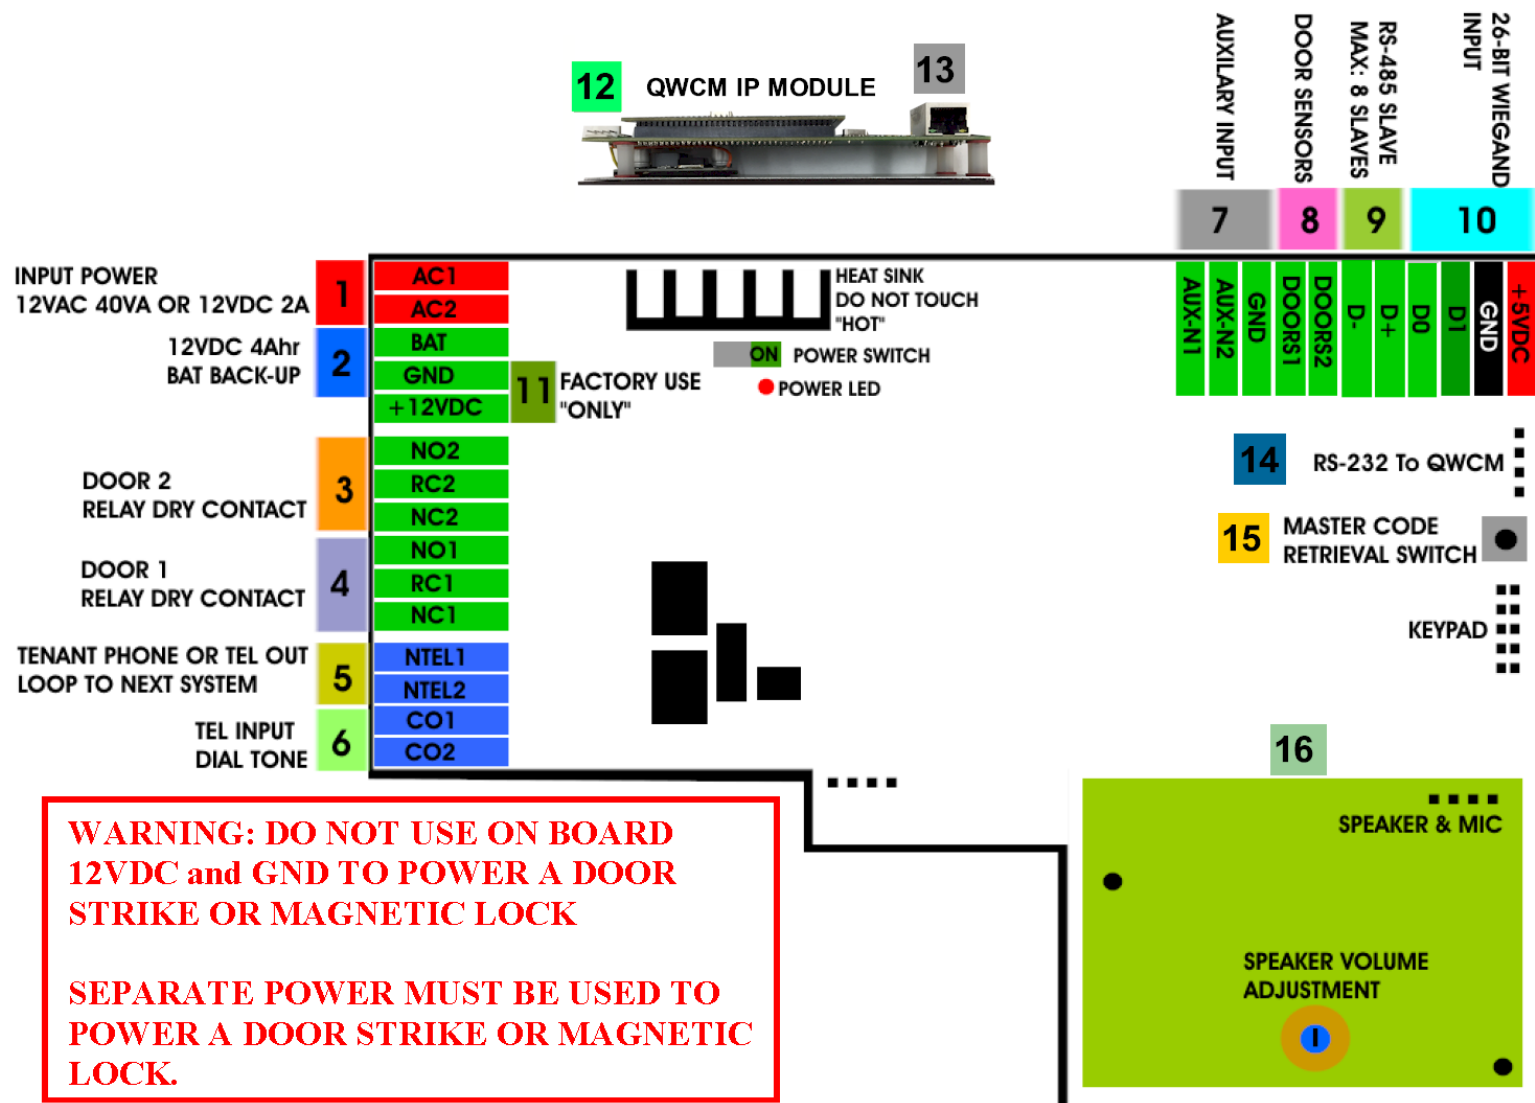 12
QWCM IP MODULE
13
AUXILARY INPUT
DOOR SENSORS
RS-485 SLAVE
MAX: 8 SLAVES
26-BIT WIEGAND
INPUT
7
8
9
10
INPUT POWER
12VAC 40VA OR 12VDC 2A
1
AC1
AC2
12VDC 4Ahr
BAT BACK-UP
2
BAT
GND
+12VDC
11
FACTORY USE
"ONLY"
HEAT SINK
DO NOT TOUCH
"HOT"
ON
POWER SWITCH
POWER LED
AUX-N1
AUX-N2
GND
DOORS1
DOORS2
D-
D+
D0
D1
GND
+5VDC
DOOR 2
RELAY DRY CONTACT
3
NO2
RC2
NC2
14
RS-232 To QWCM
15
MASTER CODE
RETRIEVAL SWITCH
DOOR 1
RELAY DRY CONTACT
4
NO1
RC1
NC1
KEYPAD
TENANT PHONE OR TEL OUT
LOOP TO NEXT SYSTEM
5
NTEL1
NTEL2
TEL INPUT
DIAL TONE
6
CO1
CO2
16
SPEAKER & MIC
SPEAKER VOLUME
ADJUSTMENT
WARNING: DO NOT USE ON BOARD
12VDC and GND TO POWER A DOOR
STRIKE OR MAGNETIC LOCK
SEPARATE POWER MUST BE USED TO
POWER A DOOR STRIKE OR MAGNETIC
LOCK.